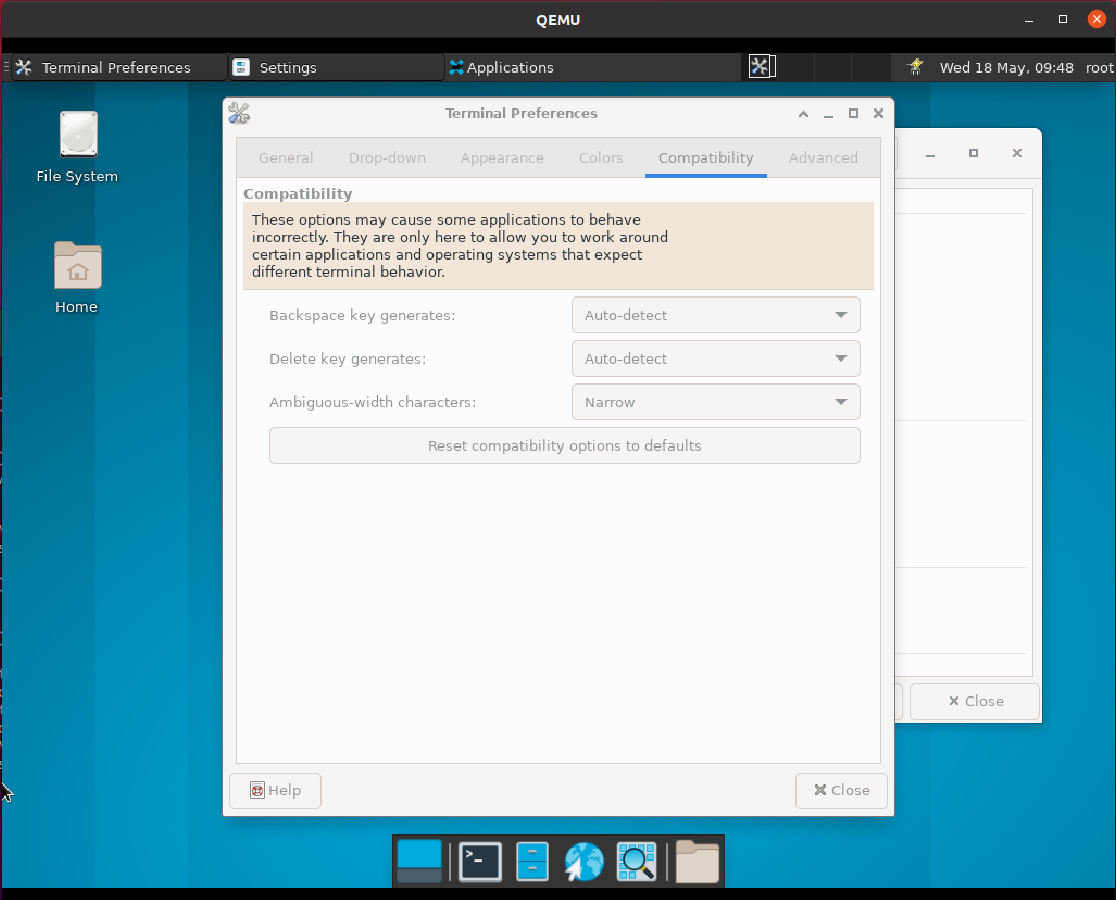 QEMU
Terminal Preferences
Settings
Applications
Wed 18 May, 09:48
root
File System
Home
Terminal Preferences
General
Drop-down
Appearance
Colors
Compatibility
Advanced
Compatibility
These options may cause some applications to behave
incorrectly. They are only here to allow you to work around
certain applications and operating systems that expect
different terminal behavior.
Backspace key generates:
Auto-detect
Delete key generates:
Auto-detect
Ambiguous-width characters:
Narrow
Reset compatibility options to defaults
Close
Help
Close
>-